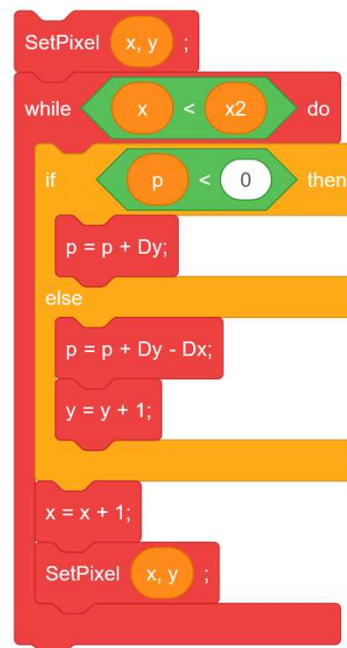 SetPixel x, y ;
while x < x2 do
if p < 0 then
p = p + Dy;
else
p = p + Dy - Dx;
y = y + 1;
x = x + 1;
SetPixel x, y ;